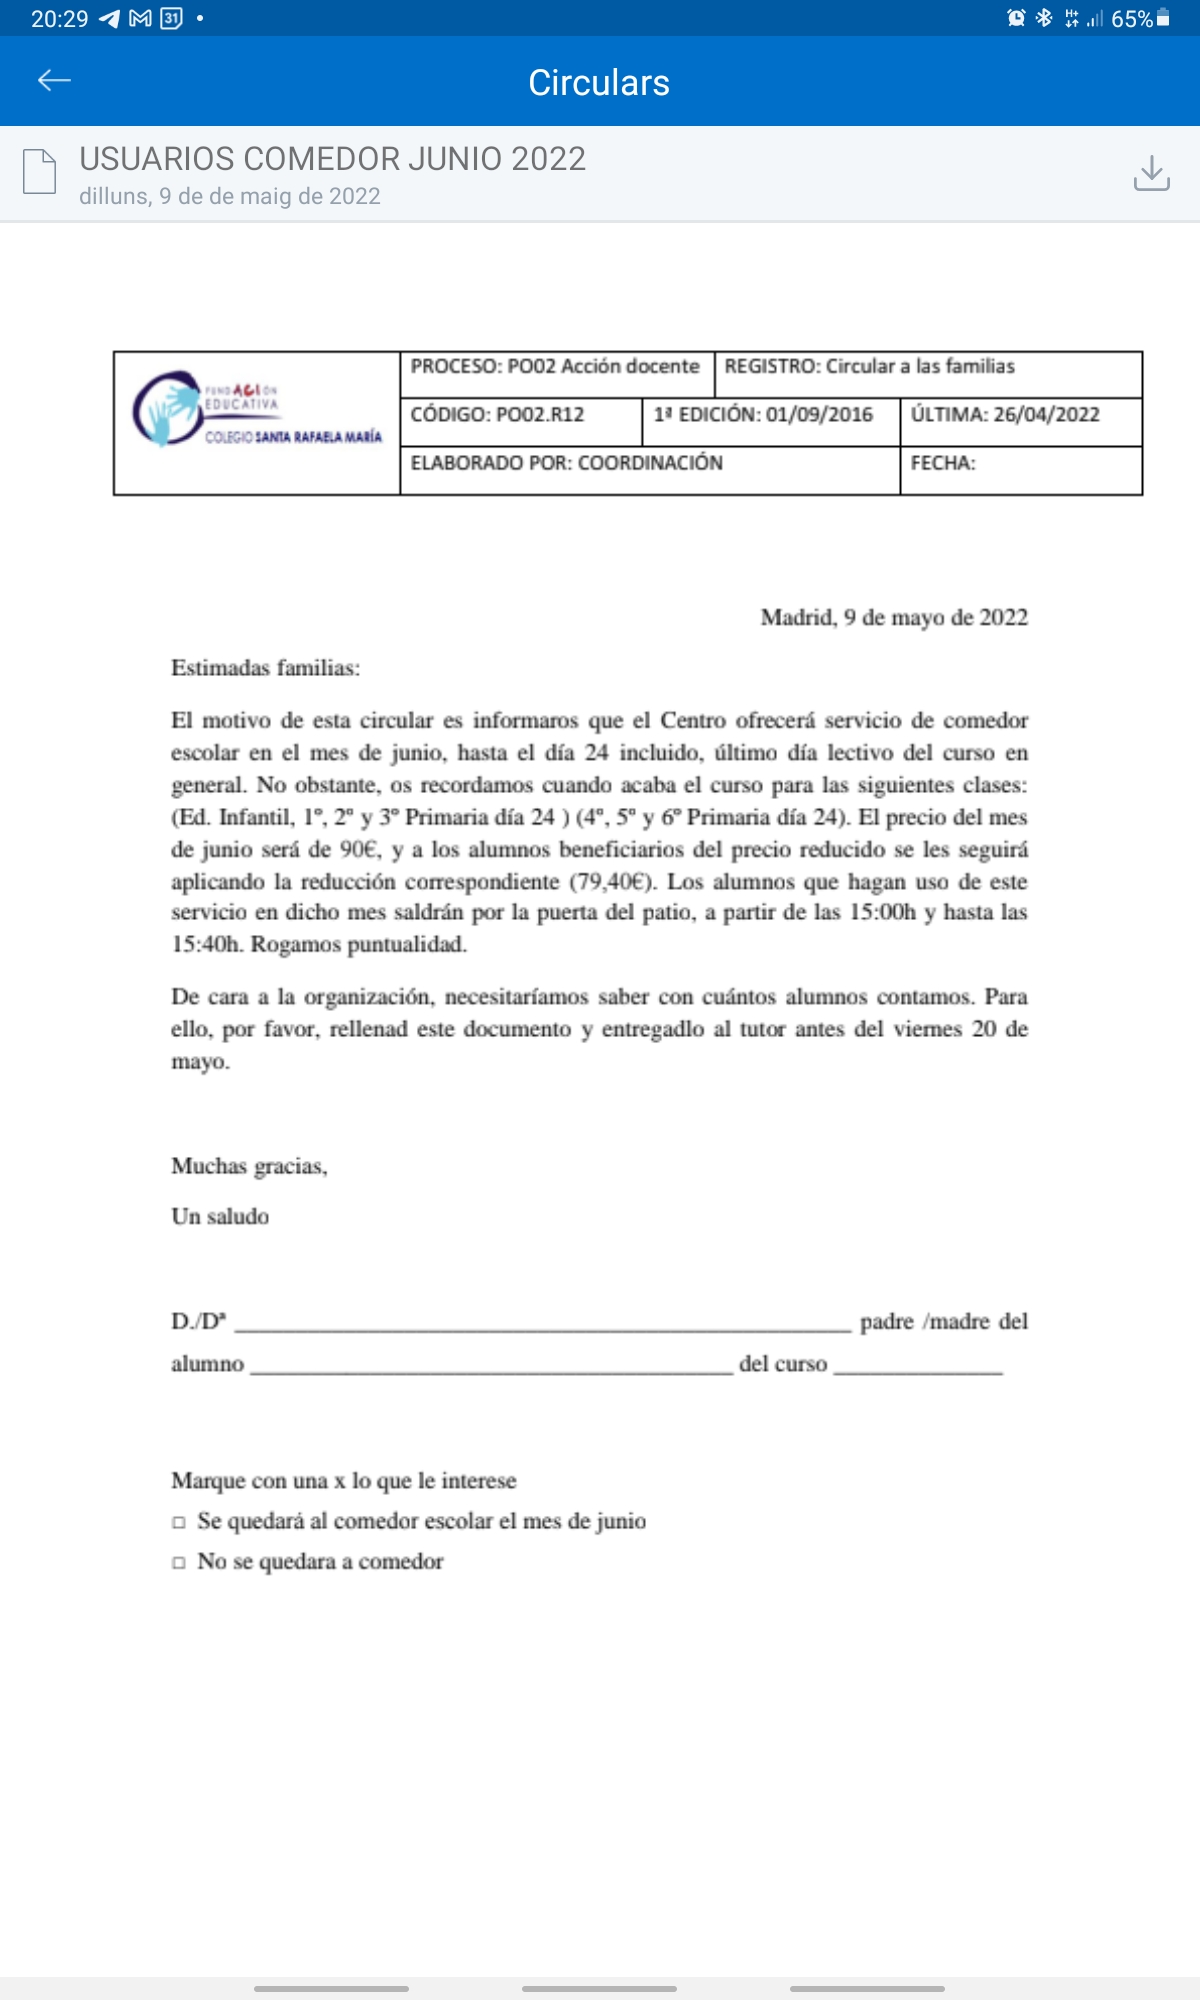 20:29
31
H+
65%
Circulars
USUARIOS COMEDOR JUNIO 2022
dilluns, 9 de de maig de 2022
FUNDACIÓN
EDUCATIVA
COLEGIO SANTA RAFAELA MARÍA
PROCESO: PO02 Acción docente
REGISTRO: Circular a las familias
CÓDIGO: PO02.R12
1ª EDICIÓN: 01/09/2016
ÚLTIMA: 26/04/2022
ELABORADO POR: COORDINACIÓN
FECHA:
Madrid, 9 de mayo de 2022
Estimadas familias:
El motivo de esta circular es informaros que el Centro ofrecerá servicio de comedor
escolar en el mes de junio, hasta el día 24 incluido, último día lectivo del curso en
general. No obstante, os recordamos cuando acaba el curso para las siguientes clases:
(Ed. Infantil, 1º, 2º y 3º Primaria día 24 ) (4º, 5º y 6º Primaria día 24). El precio del mes
de junio será de 90€, y a los alumnos beneficiarios del precio reducido se les seguirá
aplicando la reducción correspondiente (79,40€). Los alumnos que hagan uso de este
servicio en dicho mes saldrán por la puerta del patio, a partir de las 15:00h y hasta las
15:40h. Rogamos puntualidad.
De cara a la organización, necesitaríamos saber con cuántos alumnos contamos. Para
ello, por favor, rellenad este documento y entregadlo al tutor antes del viernes 20 de
mayo.
Muchas gracias,
Un saludo
D./Dª ______ padre /madre del
alumno ______ del curso ______
Marque con una x lo que le interese
□ Se quedará al comedor escolar el mes de junio
□ No se quedara a comedor